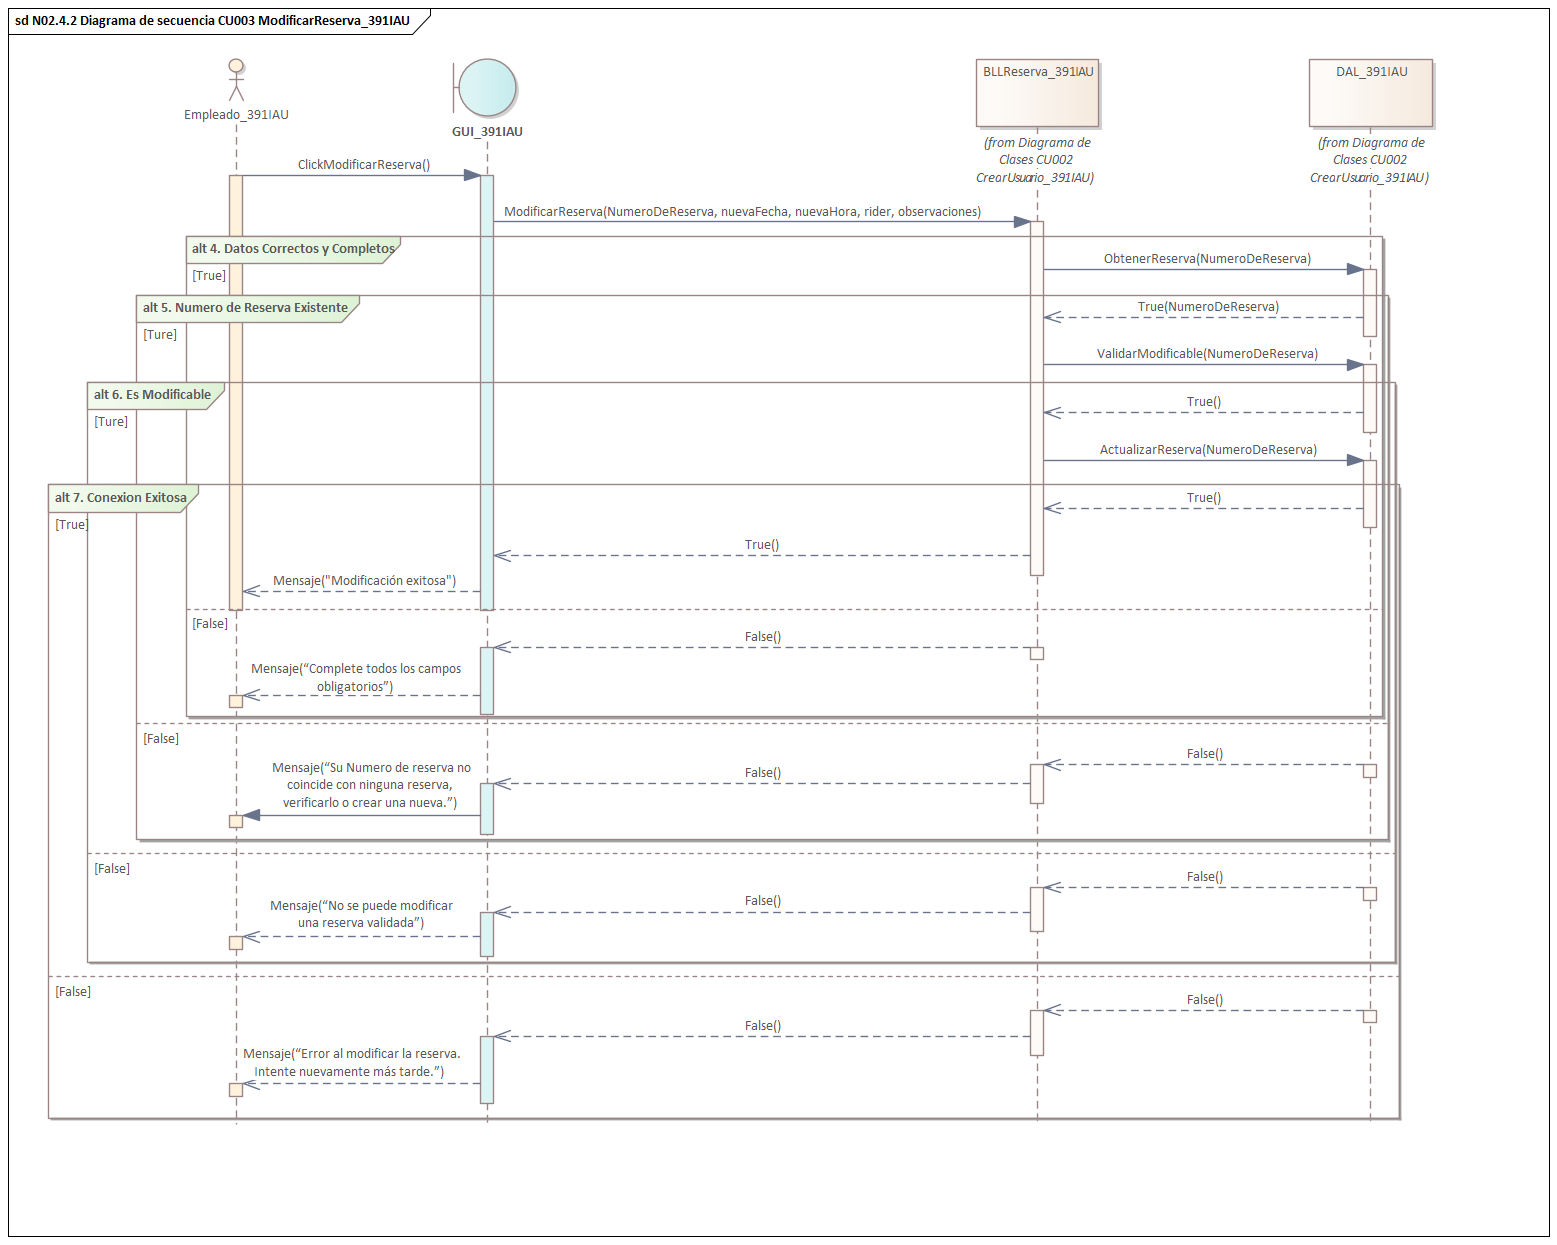 sd N02.4.2 Diagrama de secuencia CU003 ModificarReserva_391IAU
Empleado_391IAU
GUI_391IAU
BLLReserva_391IAU
(from Diagrama de
Clases CU002
CrearUsuario_391IAU)
DAL_391IAU
(from Diagrama de
Clases CU002
CrearUsuario_391IAU)
ClickModificarReserva()
ModificarReserva(NumeroDeReserva, nuevaFecha, nuevaHora, rider, observaciones)
alt 4. Datos Correctos y Completos
[True]
ObtenerReserva(NumeroDeReserva)
alt 5. Numero de Reserva Existente
[Ture]
True(NumeroDeReserva)
ValidarModificable(NumeroDeReserva)
alt 6. Es Modificable
[Ture]
True()
ActualizarReserva(NumeroDeReserva)
alt 7. Conexion Exitosa
[True]
True()
True()
Mensaje("Modificación exitosa")
[False]
False()
Mensaje(“Complete todos los campos
obligatorios”)
[False]
False()
False()
Mensaje(“Su Numero de reserva no
coincide con ninguna reserva,
verificarlo o crear una nueva.”)
[False]
False()
False()
Mensaje(“No se puede modificar
una reserva validada”)
[False]
False()
False()
Mensaje(“Error al modificar la reserva.
Intente nuevamente más tarde.”)